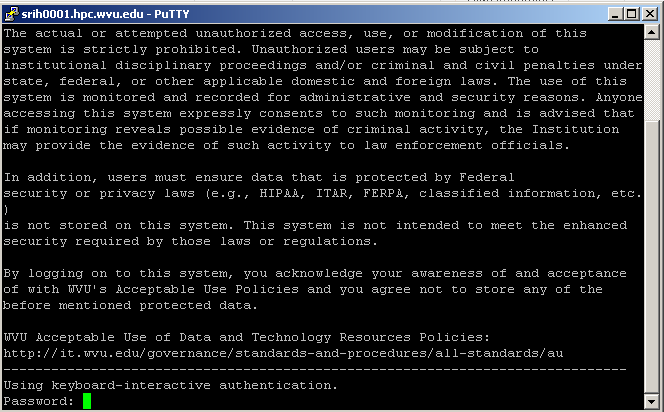 srih0001.hpc.wvu.edu - PuTTY
The actual or attempted unauthorized access, use, or modification of this
system is strictly prohibited. Unauthorized users may be subject to
institutional disciplinary proceedings and/or criminal and civil penalties under
state, federal, or other applicable domestic and foreign laws. The use of this
system is monitored and recorded for administrative and security reasons. Anyone
accessing this system expressly consents to such monitoring and is advised that
if monitoring reveals possible evidence of criminal activity, the Institution
may provide the evidence of such activity to law enforcement officials.
In addition, users must ensure data that is protected by Federal
security or privacy laws (e.g., HIPAA, ITAR, FERPA, classified information, etc.
)
is not stored on this system. This system is not intended to meet the enhanced
security required by those laws or regulations.
By logging on to this system, you acknowledge your awareness of and acceptance
of with WVU's Acceptable Use Policies and you agree not to store any of the
before mentioned protected data.
WVU Acceptable Use of Data and Technology Resources Policies:
http://it.wvu.edu/governance/standards-and-procedures/all-standards/au
------------------------------------------------------------------------------
Using keyboard-interactive authentication.
Password: